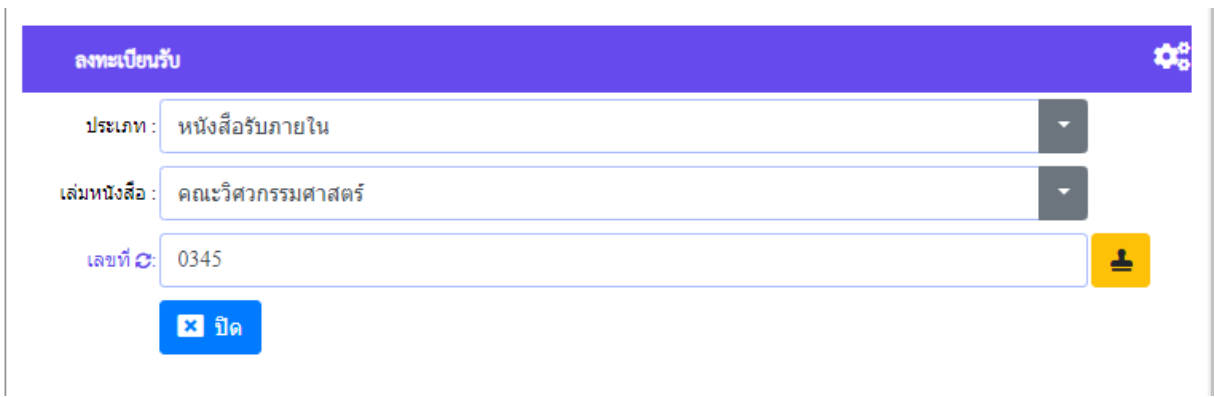 ลงทะเบียนรับ
ประเภท : หนังสือรับภายใน
เล่มหนังสือ : คณะวิศวกรรมศาสตร์
เลขที่ : 0345
ปิด